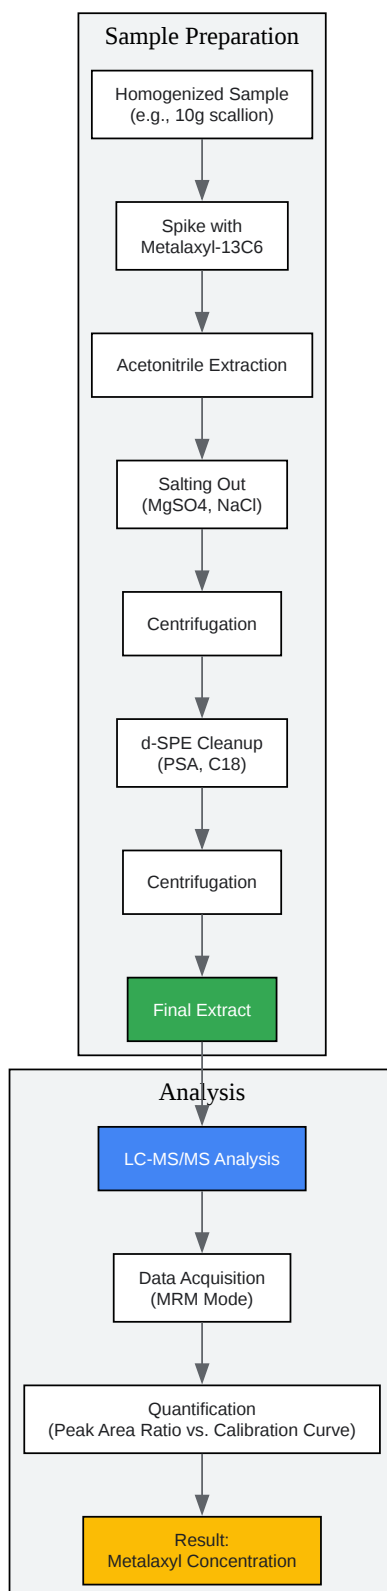 Sample Preparation
Homogenized Sample
(e.g., 10g scallion)
Spike with
Metalaxyl-13C6
Acetonitrile Extraction
Salting Out
(MgSO4, NaCl)
Centrifugation
d-SPE Cleanup
(PSA, C18)
Centrifugation
Final Extract
Analysis
LC-MS/MS Analysis
Data Acquisition
(MRM Mode)
Quantification
(Peak Area Ratio vs. Calibration Curve)
Result:
Metalaxyl Concentration